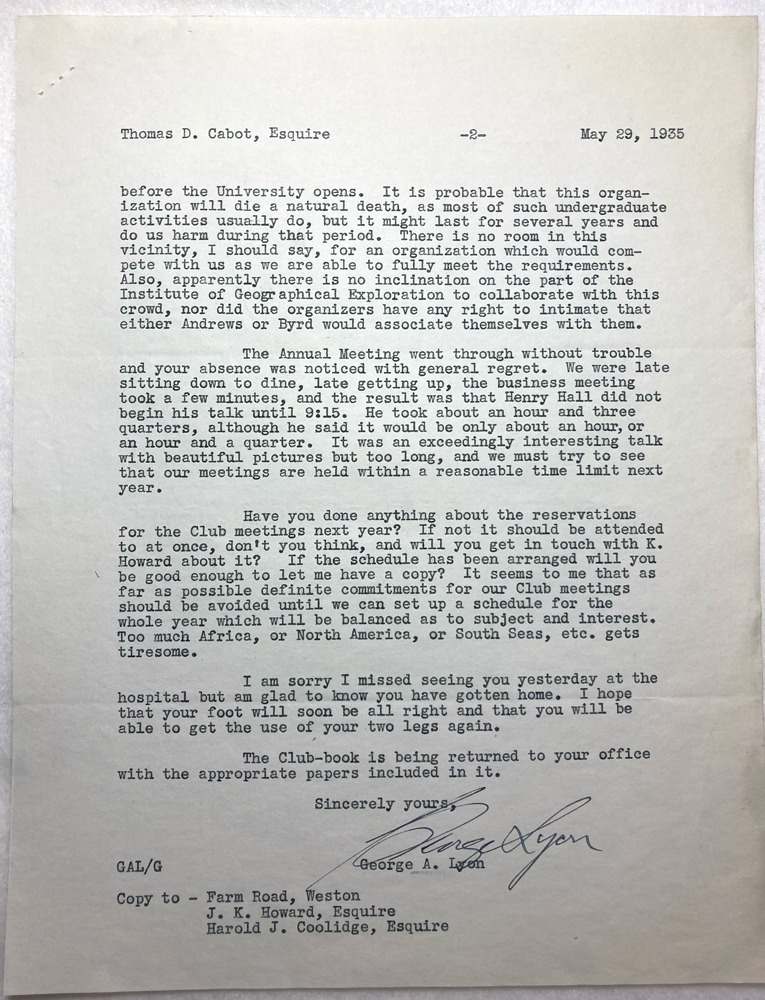 Thomas D. Cabot, Esquire -2- May 29, 1935
before the University opens. It is probable that this organ-
ization will die a natural death, as most of such undergraduate
activities usually do, but it might last for several years and
do us harm during that period. There is no room in this
vicinity, I should say, for an organization which would com-
pete with us as we are able to fully meet the requirements.
Also, apparently there is no inclination on the part of the
Institute of Geographical Exploration to collaborate with this
crowd, nor did the organizers have any right to intimate that
either Andrews or Byrd would associate themselves with them.
The Annual Meeting went through without trouble
and your absence was noticed with general regret. We were late
sitting down to dine, late getting up, the business meeting
took a few minutes, and the result was that Henry Hall did not
begin his talk until 9:15. He took about an hour and three
quarters, although he said it would be only about an hour, or
an hour and a quarter. It was an exceedingly interesting talk
with beautiful pictures but too long, and we must try to see
that our meetings are held within a reasonable time limit next
year.
Have you done anything about the reservations
for the Club meetings next year? If not it should be attended
to at once, don't you think, and will you get in touch with K.
Howard about it? If the schedule has been arranged will you
be good enough to let me have a copy? It seems to me that as
far as possible definite commitments for our Club meetings
should be avoided until we can set up a schedule for the
whole year which will be balanced as to subject and interest.
Too much Africa, or North America, or South Seas, etc. gets
tiresome.
I am sorry I missed seeing you yesterday at the
hospital but am glad to know you have gotten home. I hope
that your foot will soon be all right and that you will be
able to get the use of your two legs again.
The Club-book is being returned to your office
with the appropriate papers included in it.
Sincerely yours,
George Lyon
GAL/G George A. Lyon
Copy to - Farm Road, Weston
J. K. Howard, Esquire
Harold J. Coolidge, Esquire